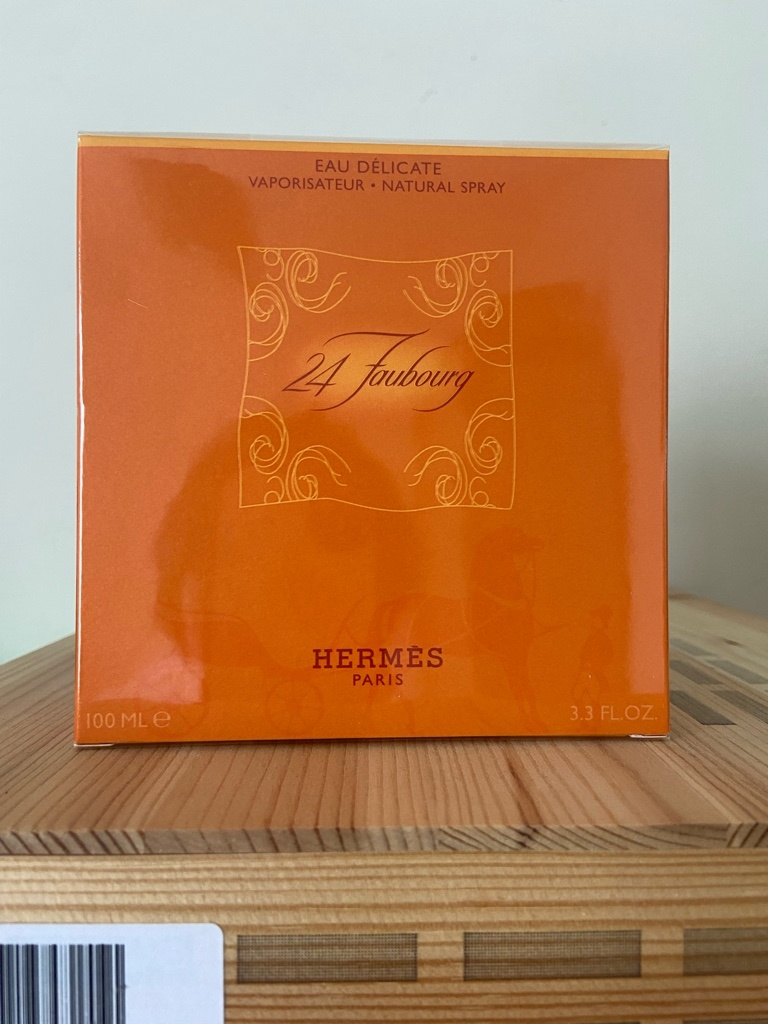 EAU DÉLICATE
VAPORISATEUR • NATURAL SPRAY
24 Faubourg
HERMÈS
PARIS
100 ML ℮
3.3 FL.OZ.